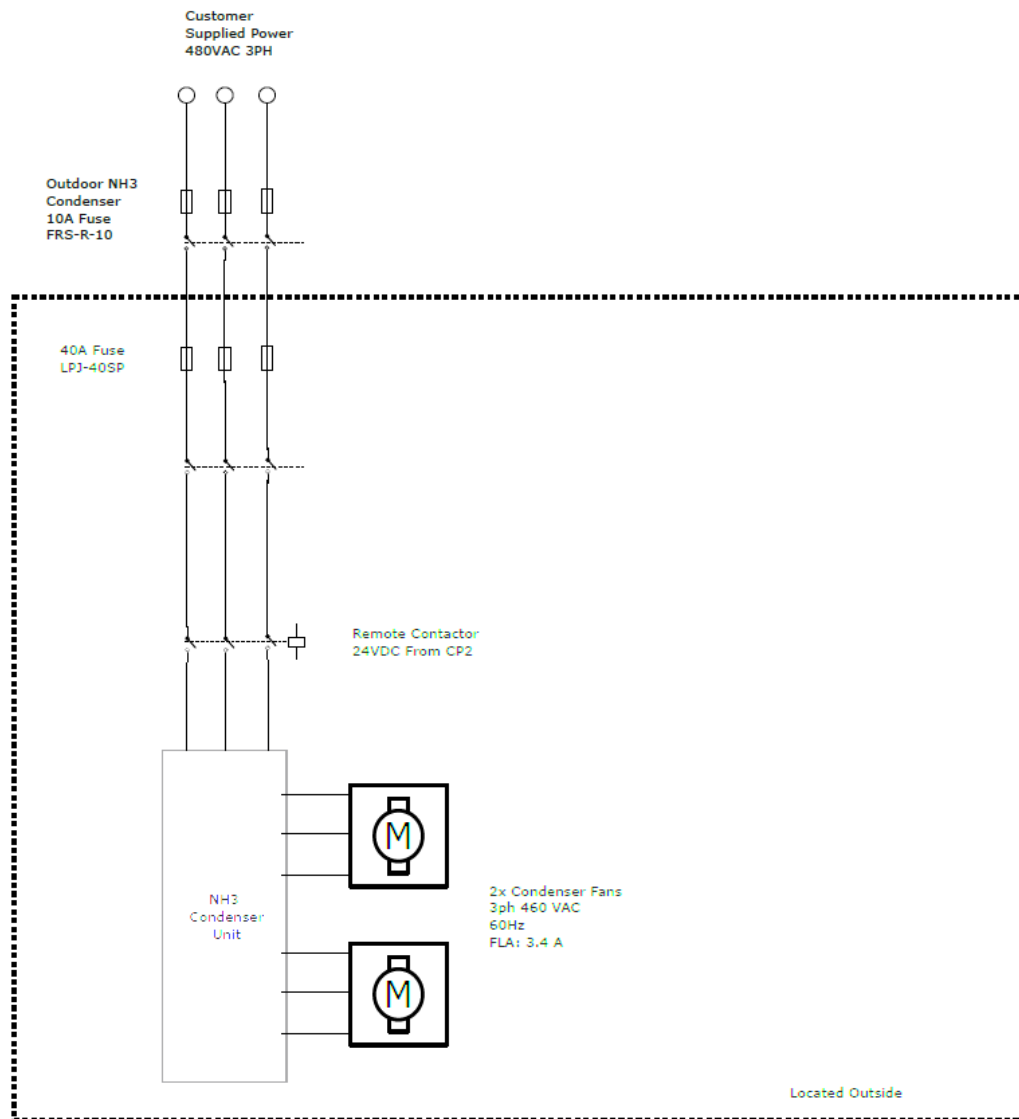 Customer
Supplied Power
480VAC 3PH
Outdoor NH3
Condenser
10A Fuse
FRS-R-10
40A Fuse
LPJ-40SP
Remote Contactor
24VDC From CP2
M
NH3
Condenser
Unit
2x Condenser Fans
3ph 460 VAC
60Hz
FLA: 3.4 A
M
Located Outside